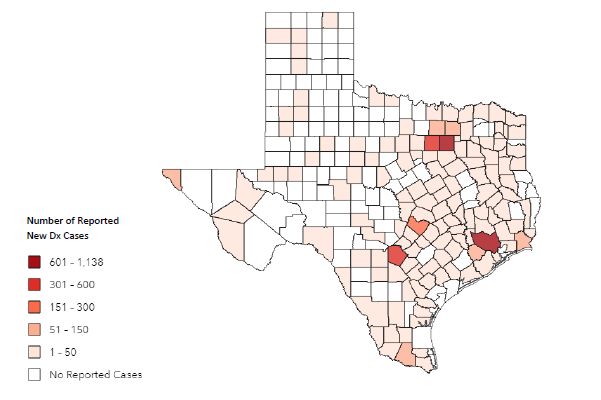 Number of Reported
New Dx Cases
601 - 1,138
301 - 600
151 - 300
51 - 150
1 - 50
No Reported Cases